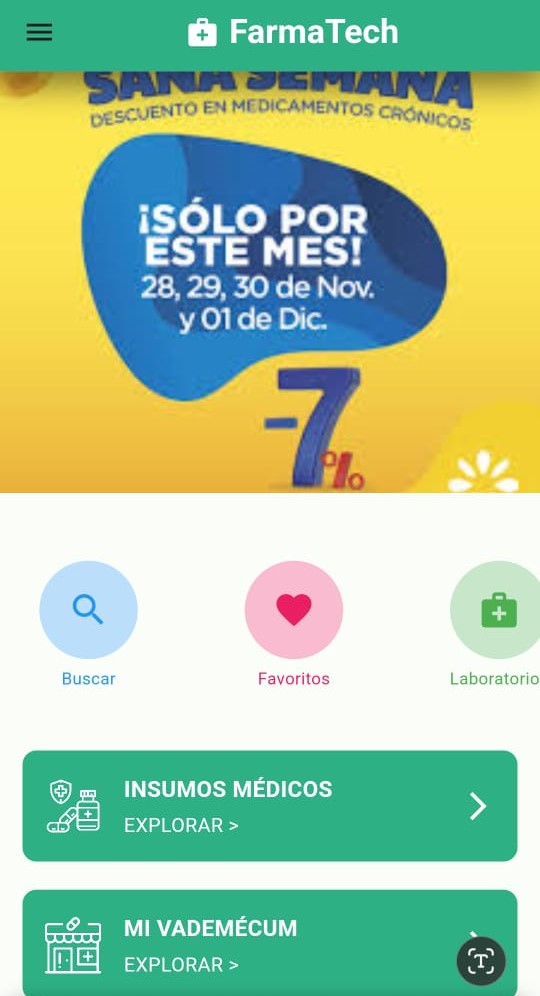 FarmaTech
SANA SEMANA
DESCUENTO EN MEDICAMENTOS CRÓNICOS
¡SÓLO POR
ESTE MES!
28, 29, 30 de Nov.
y 01 de Dic.
-7%
Buscar
Favoritos
Laboratorio
INSUMOS MÉDICOS
EXPLORAR >
MI VADEMÉCUM
EXPLORAR >
T